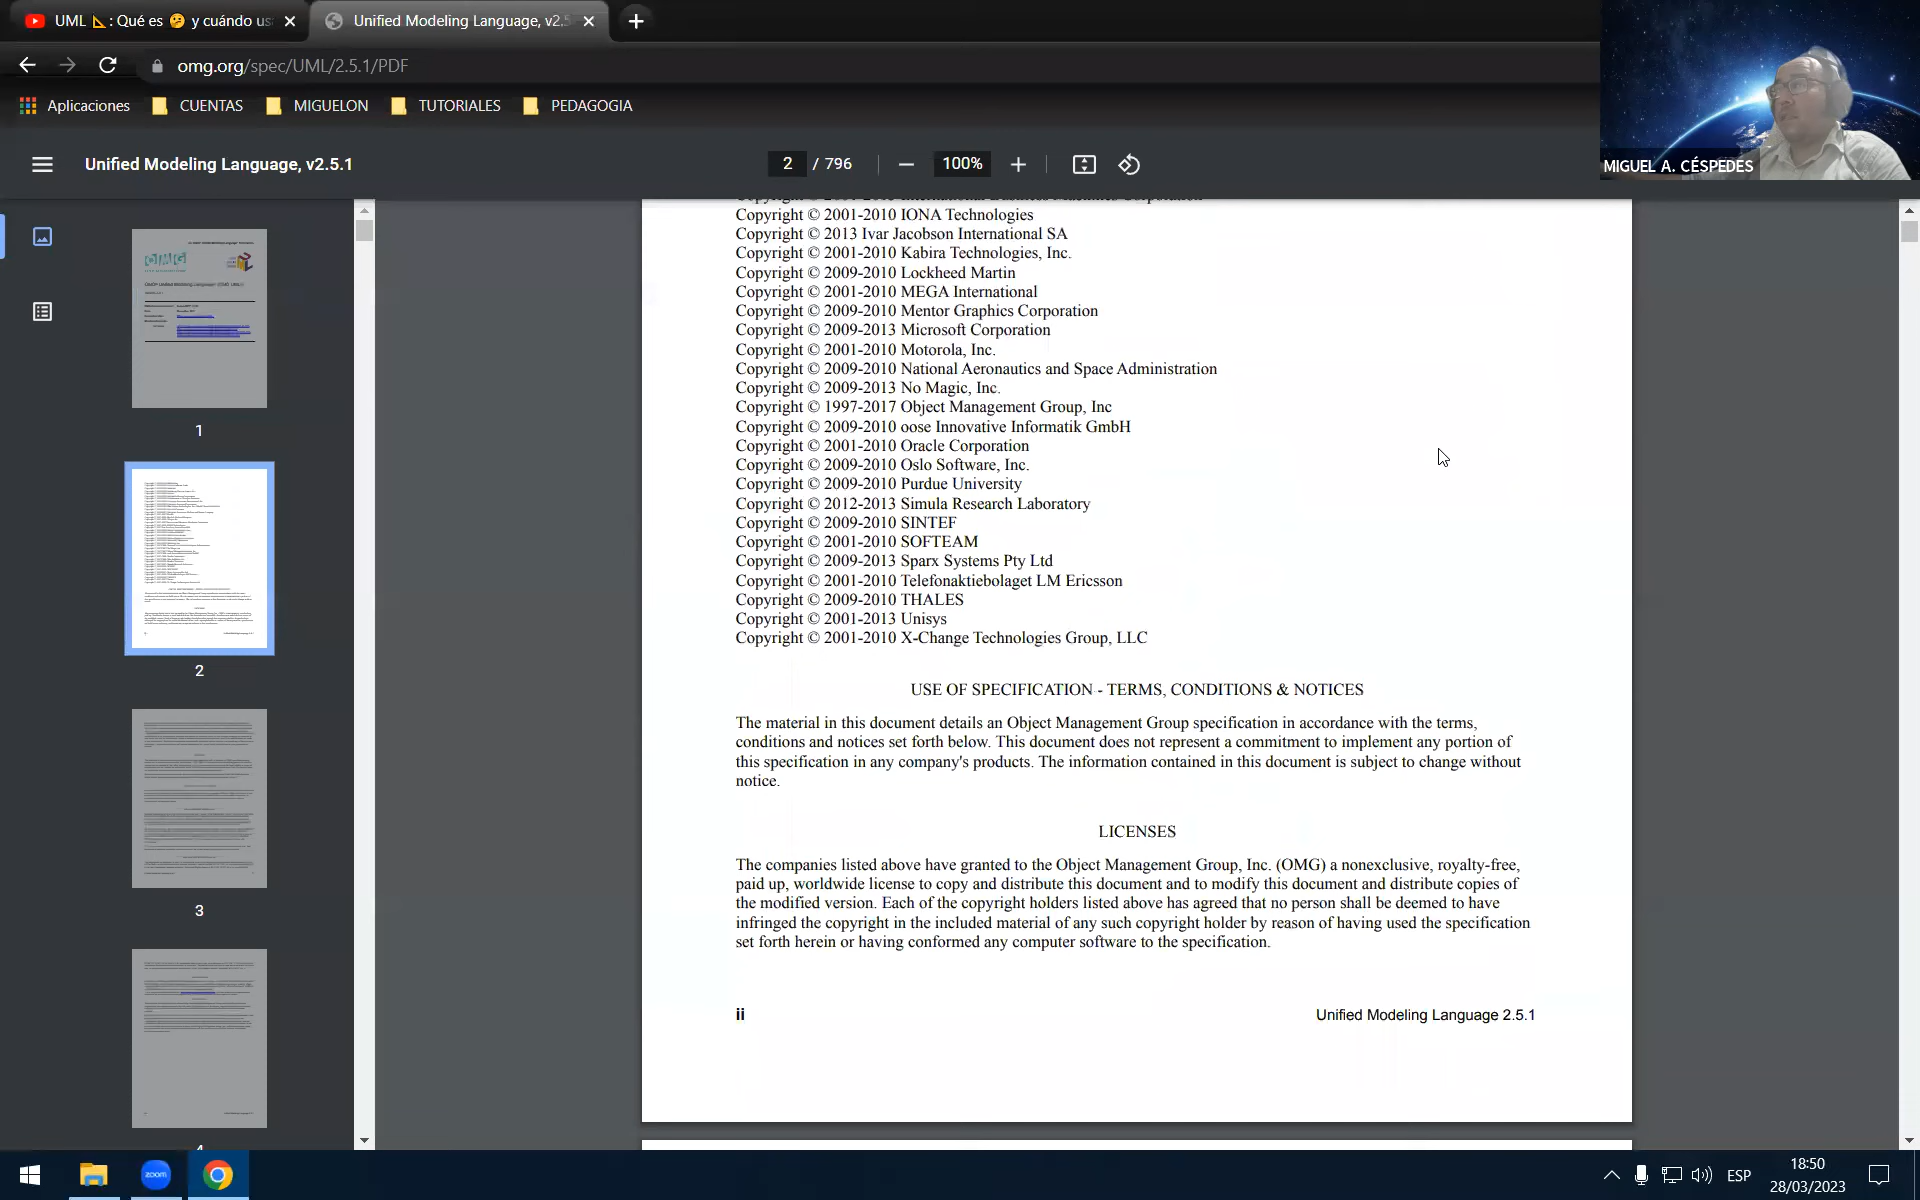 UML 📐: Qué es 🤔 y cuándo us
Unified Modeling Language, v2.5
omg.org/spec/UML/2.5.1/PDF
Aplicaciones
CUENTAS
MIGUELON
TUTORIALES
PEDAGOGIA
MIGUEL A. CÉSPEDES
Unified Modeling Language, v2.5.1
2 / 796
100%
Copyright © 2001-2010 IONA Technologies
Copyright © 2013 Ivar Jacobson International SA
Copyright © 2001-2010 Kabira Technologies, Inc.
Copyright © 2009-2010 Lockheed Martin
Copyright © 2001-2010 MEGA International
Copyright © 2009-2010 Mentor Graphics Corporation
Copyright © 2009-2013 Microsoft Corporation
Copyright © 2001-2010 Motorola, Inc.
Copyright © 2009-2010 National Aeronautics and Space Administration
Copyright © 2009-2013 No Magic, Inc.
Copyright © 1997-2017 Object Management Group, Inc
Copyright © 2009-2010 oose Innovative Informatik GmbH
Copyright © 2001-2010 Oracle Corporation
Copyright © 2009-2010 Oslo Software, Inc.
Copyright © 2009-2010 Purdue University
Copyright © 2012-2013 Simula Research Laboratory
Copyright © 2009-2010 SINTEF
Copyright © 2001-2010 SOFTEAM
Copyright © 2009-2013 Sparx Systems Pty Ltd
Copyright © 2001-2010 Telefonaktiebolaget LM Ericsson
Copyright © 2009-2010 THALES
Copyright © 2001-2013 Unisys
Copyright © 2001-2010 X-Change Technologies Group, LLC
USE OF SPECIFICATION - TERMS, CONDITIONS & NOTICES
The material in this document details an Object Management Group specification in accordance with the terms,
conditions and notices set forth below. This document does not represent a commitment to implement any portion of
this specification in any company's products. The information contained in this document is subject to change without
notice.
LICENSES
The companies listed above have granted to the Object Management Group, Inc. (OMG) a nonexclusive, royalty-free,
paid up, worldwide license to copy and distribute this document and to modify this document and distribute copies of
the modified version. Each of the copyright holders listed above has agreed that no person shall be deemed to have
infringed the copyright in the included material of any such copyright holder by reason of having used the specification
set forth herein or having conformed any computer software to the specification.
ii
Unified Modeling Language 2.5.1
OMG
1
2
3
zoom
ESP
18:50
28/03/2023